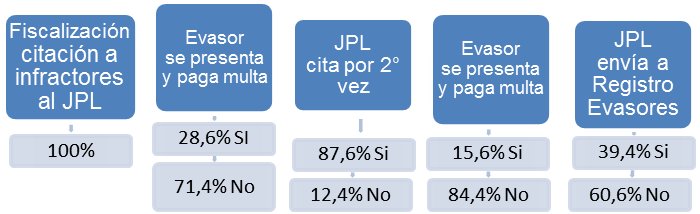 Fiscalización
citación a
infractores
al JPL
100%
Evasor
se presenta
y paga multa
28,6% SI
71,4% No
JPL
cita por 2°
vez
87,6% Si
12,4% No
Evasor
se presenta
y paga multa
15,6% Si
84,4% No
JPL
envía a
Registro
Evasores
39,4% Si
60,6% No